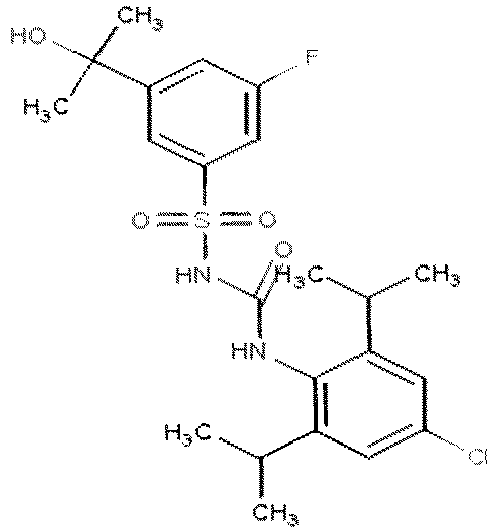 CH₃
HO
F
H₃C
O S O
O
HN H₃C CH₃
HN
H₃C
Cl
CH₃